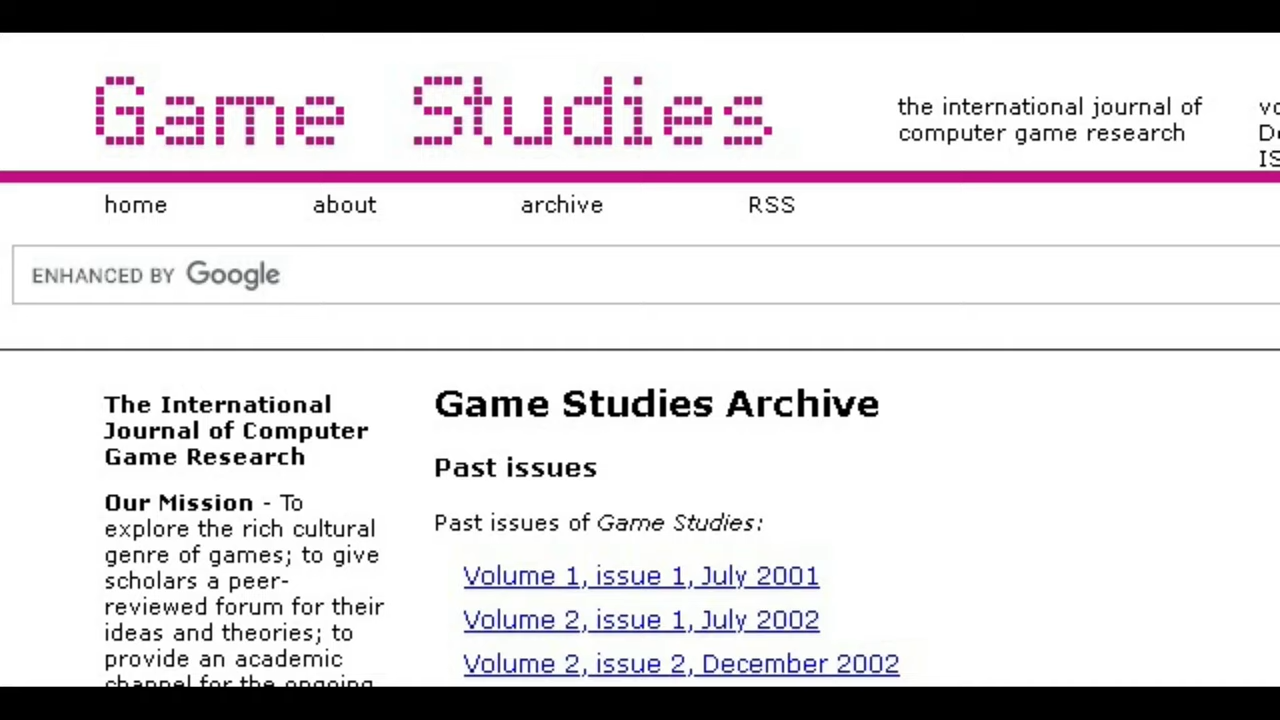 Game Studies
the international journal of
computer game research
home
about
archive
RSS
ENHANCED BY Google
The International
Journal of Computer
Game Research
Our Mission - To
explore the rich cultural
genre of games; to give
scholars a peer-
reviewed forum for their
ideas and theories; to
provide an academic
channel for the ongoing
Game Studies Archive
Past issues
Past issues of Game Studies:
Volume 1, issue 1, July 2001
Volume 2, issue 1, July 2002
Volume 2, issue 2, December 2002